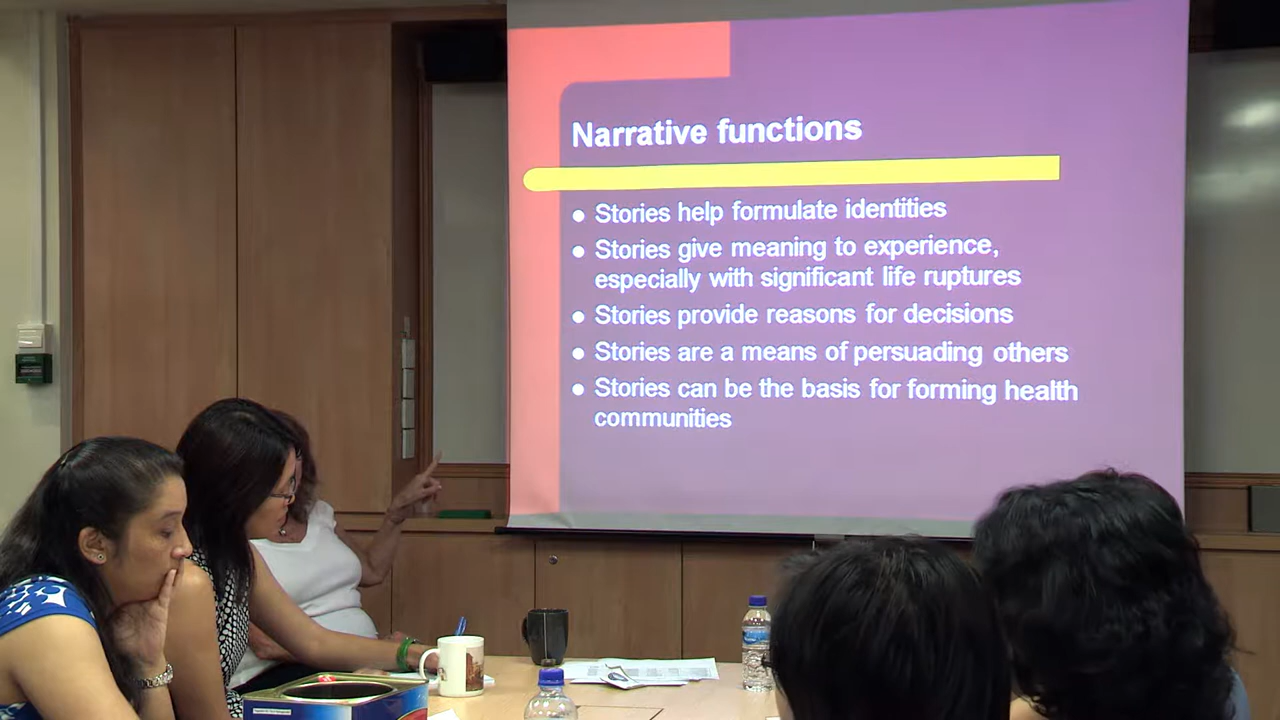 Narrative functions
● Stories help formulate identities
● Stories give meaning to experience,
especially with significant life ruptures
● Stories provide reasons for decisions
● Stories are a means of persuading others
● Stories can be the basis for forming health
communities